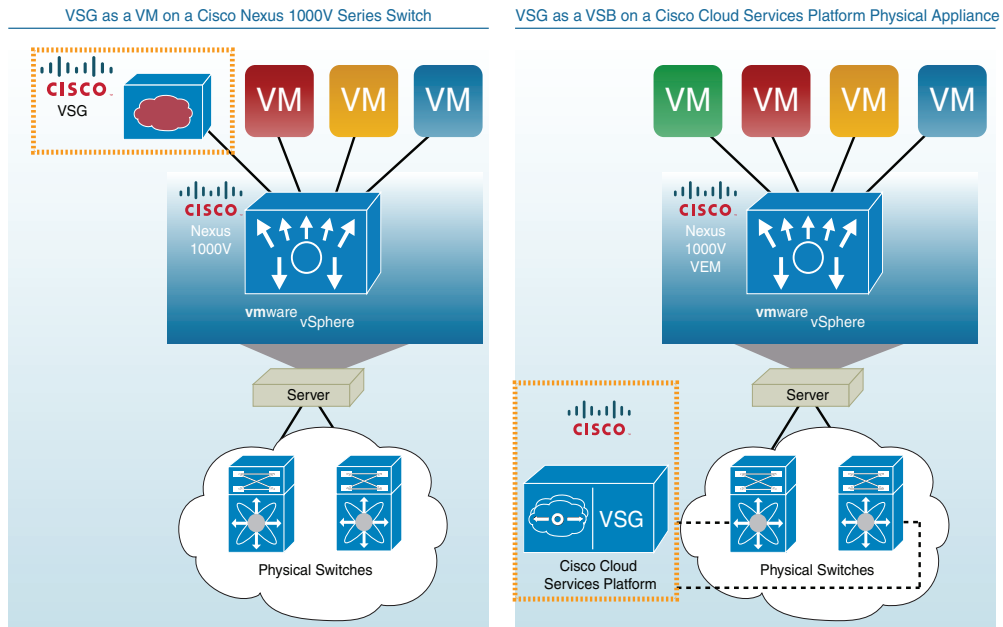 VSG as a VM on a Cisco Nexus 1000V Series Switch
CISCO
VSG
VM
VM
VM
CISCO
Nexus
1000V
vmware vSphere
Server
Physical Switches
VSG as a VSB on a Cisco Cloud Services Platform Physical Appliance
VM
VM
VM
VM
CISCO
Nexus
1000V
VEM
vmware vSphere
Server
CISCO
VSG
Cisco Cloud
Services Platform
Physical Switches